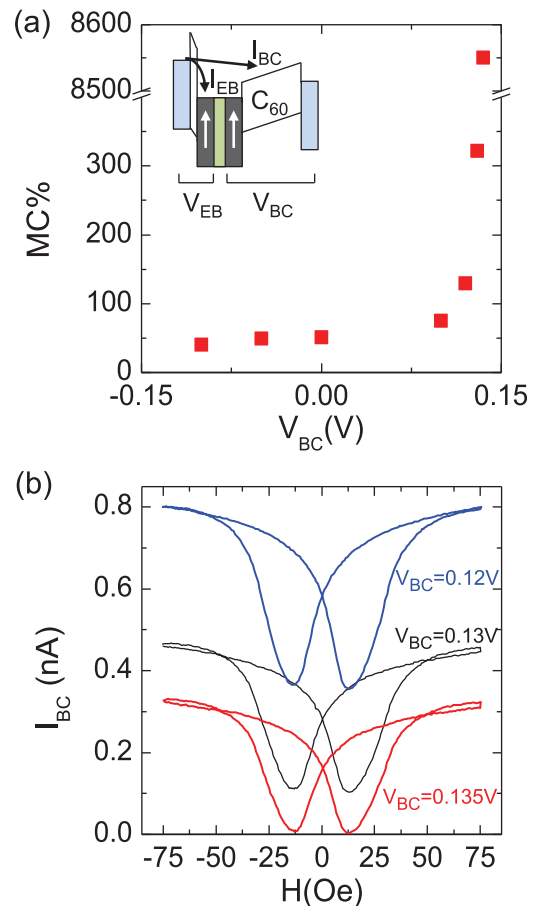 (a)
8600
8500
300
200
100
0
MC%
I_BC
I_EB
C_60
V_EB
V_BC
-0.15
0.00
0.15
V_BC(V)
(b)
0.8
0.6
0.4
0.2
0.0
I_BC (nA)
V_BC=0.12V
V_BC=0.13V
V_BC=0.135V
-75
-50
-25
0
25
50
75
H(Oe)